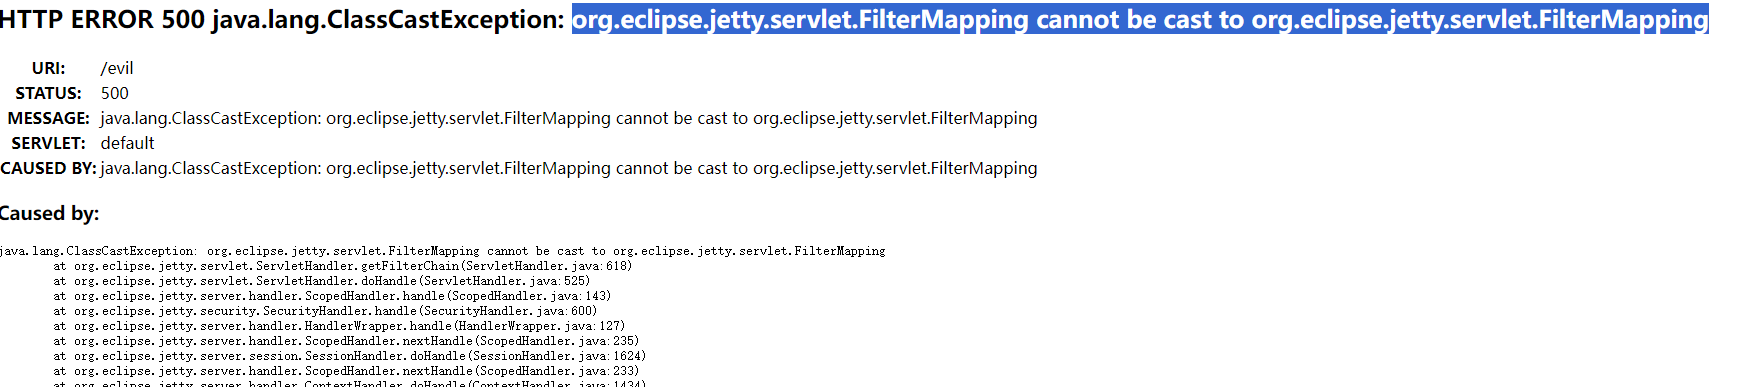 HTTP ERROR 500 java.lang.ClassCastException: org.eclipse.jetty.servlet.FilterMapping cannot be cast to org.eclipse.jetty.servlet.FilterMapping
URI: /evil
STATUS: 500
MESSAGE: java.lang.ClassCastException: org.eclipse.jetty.servlet.FilterMapping cannot be cast to org.eclipse.jetty.servlet.FilterMapping
SERVLET: default
CAUSED BY: java.lang.ClassCastException: org.eclipse.jetty.servlet.FilterMapping cannot be cast to org.eclipse.jetty.servlet.FilterMapping
Caused by:
java.lang.ClassCastException: org.eclipse.jetty.servlet.FilterMapping cannot be cast to org.eclipse.jetty.servlet.FilterMapping
at org.eclipse.jetty.servlet.ServletHandler.getFilterChain(ServletHandler.java:618)
at org.eclipse.jetty.servlet.ServletHandler.doHandle(ServletHandler.java:525)
at org.eclipse.jetty.server.handler.ScopedHandler.handle(ScopedHandler.java:143)
at org.eclipse.jetty.security.SecurityHandler.handle(SecurityHandler.java:600)
at org.eclipse.jetty.server.handler.HandlerWrapper.handle(HandlerWrapper.java:127)
at org.eclipse.jetty.server.handler.ScopedHandler.nextHandle(ScopedHandler.java:235)
at org.eclipse.jetty.server.session.SessionHandler.doHandle(SessionHandler.java:1624)
at org.eclipse.jetty.server.handler.ScopedHandler.nextHandle(ScopedHandler.java:233)
at org.eclipse.jetty.server.handler.ContextHandler.doHandle(ContextHandler.java:1434)